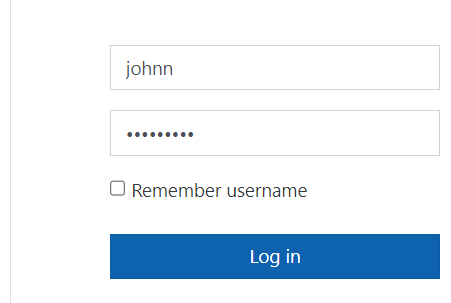 johnn
•••••••••
Remember username
Log in